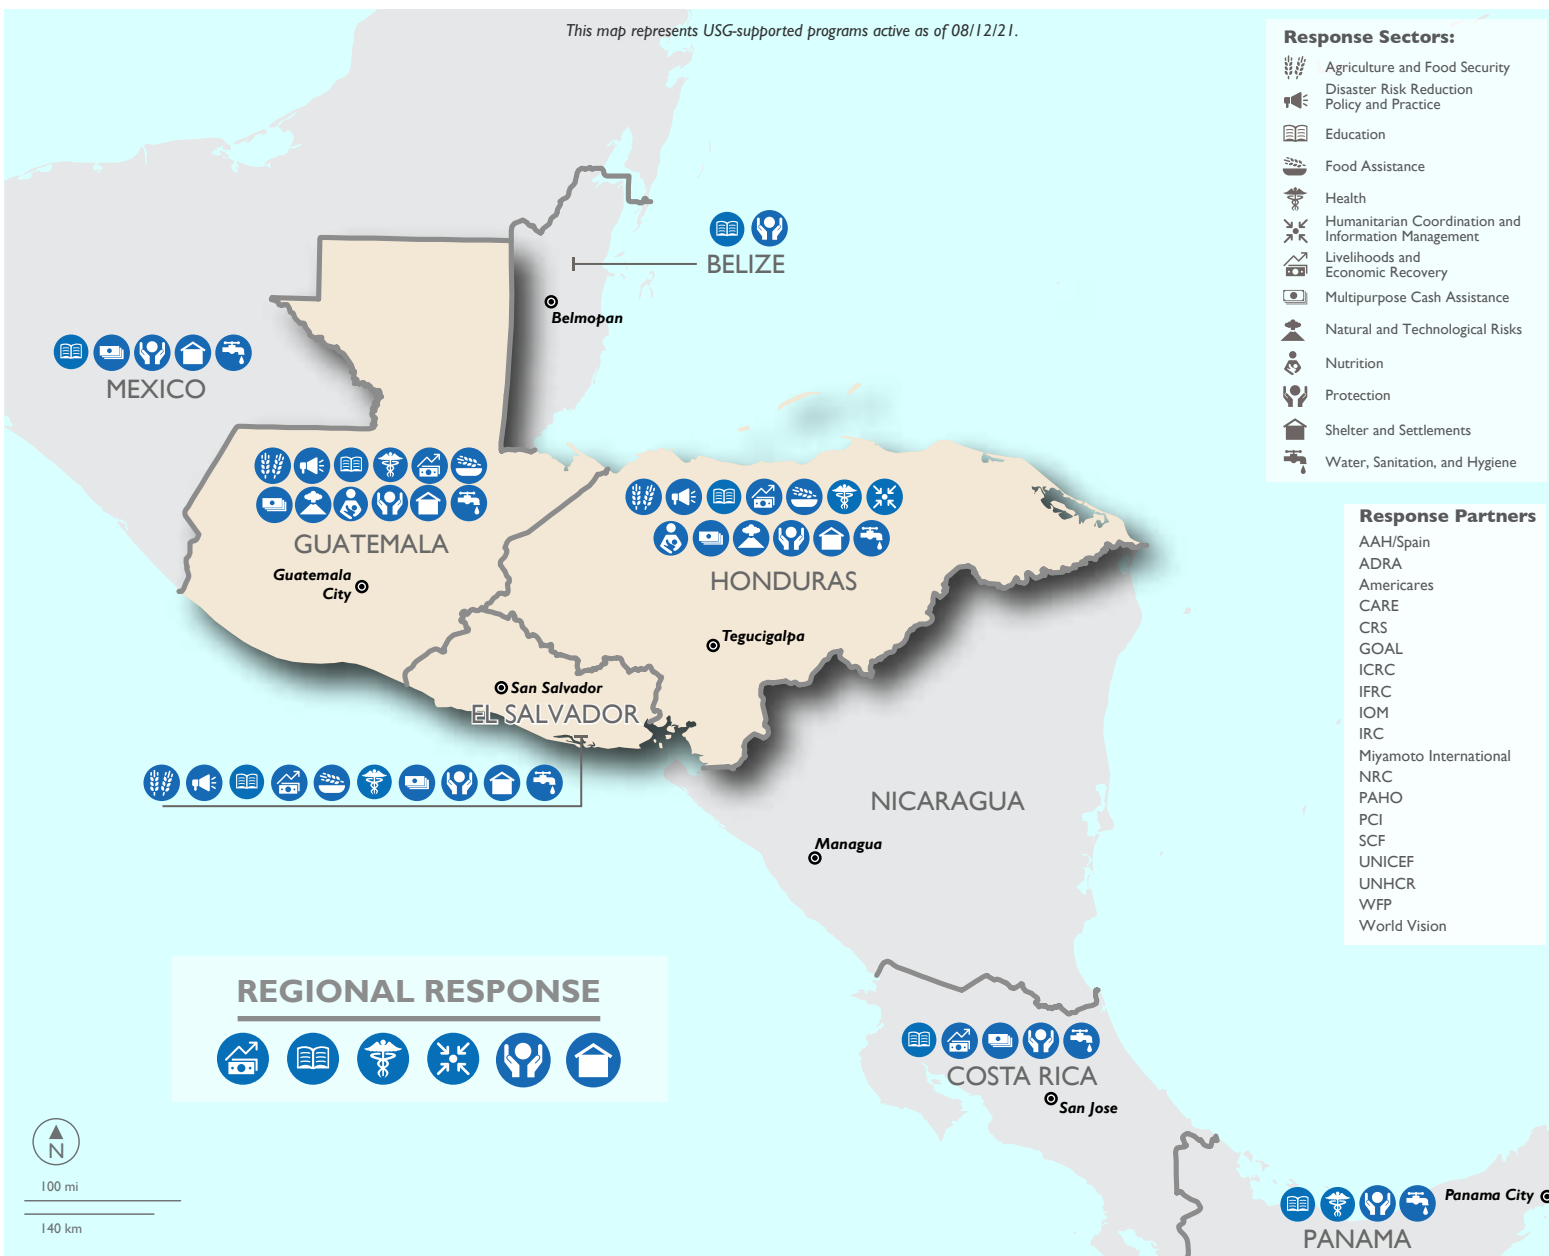 This map represents USG-supported programs active as of 08/12/21.
Response Sectors:
Agriculture and Food Security
Disaster Risk Reduction
Policy and Practice
Education
Food Assistance
Health
Humanitarian Coordination and
Information Management
Livelihoods and
Economic Recovery
Multipurpose Cash Assistance
Natural and Technological Risks
Nutrition
Protection
Shelter and Settlements
Water, Sanitation, and Hygiene
Response Partners
AAH/Spain
ADRA
Americares
CARE
CRS
GOAL
ICRC
IFRC
IOM
IRC
Miyamoto International
NRC
PAHO
PCI
SCF
UNICEF
UNHCR
WFP
World Vision
BELIZE
Belmopan
MEXICO
GUATEMALA
Guatemala
City
HONDURAS
Tegucigalpa
San Salvador
EL SALVADOR
NICARAGUA
Managua
REGIONAL RESPONSE
COSTA RICA
San Jose
N
100 mi
140 km
Panama City
PANAMA